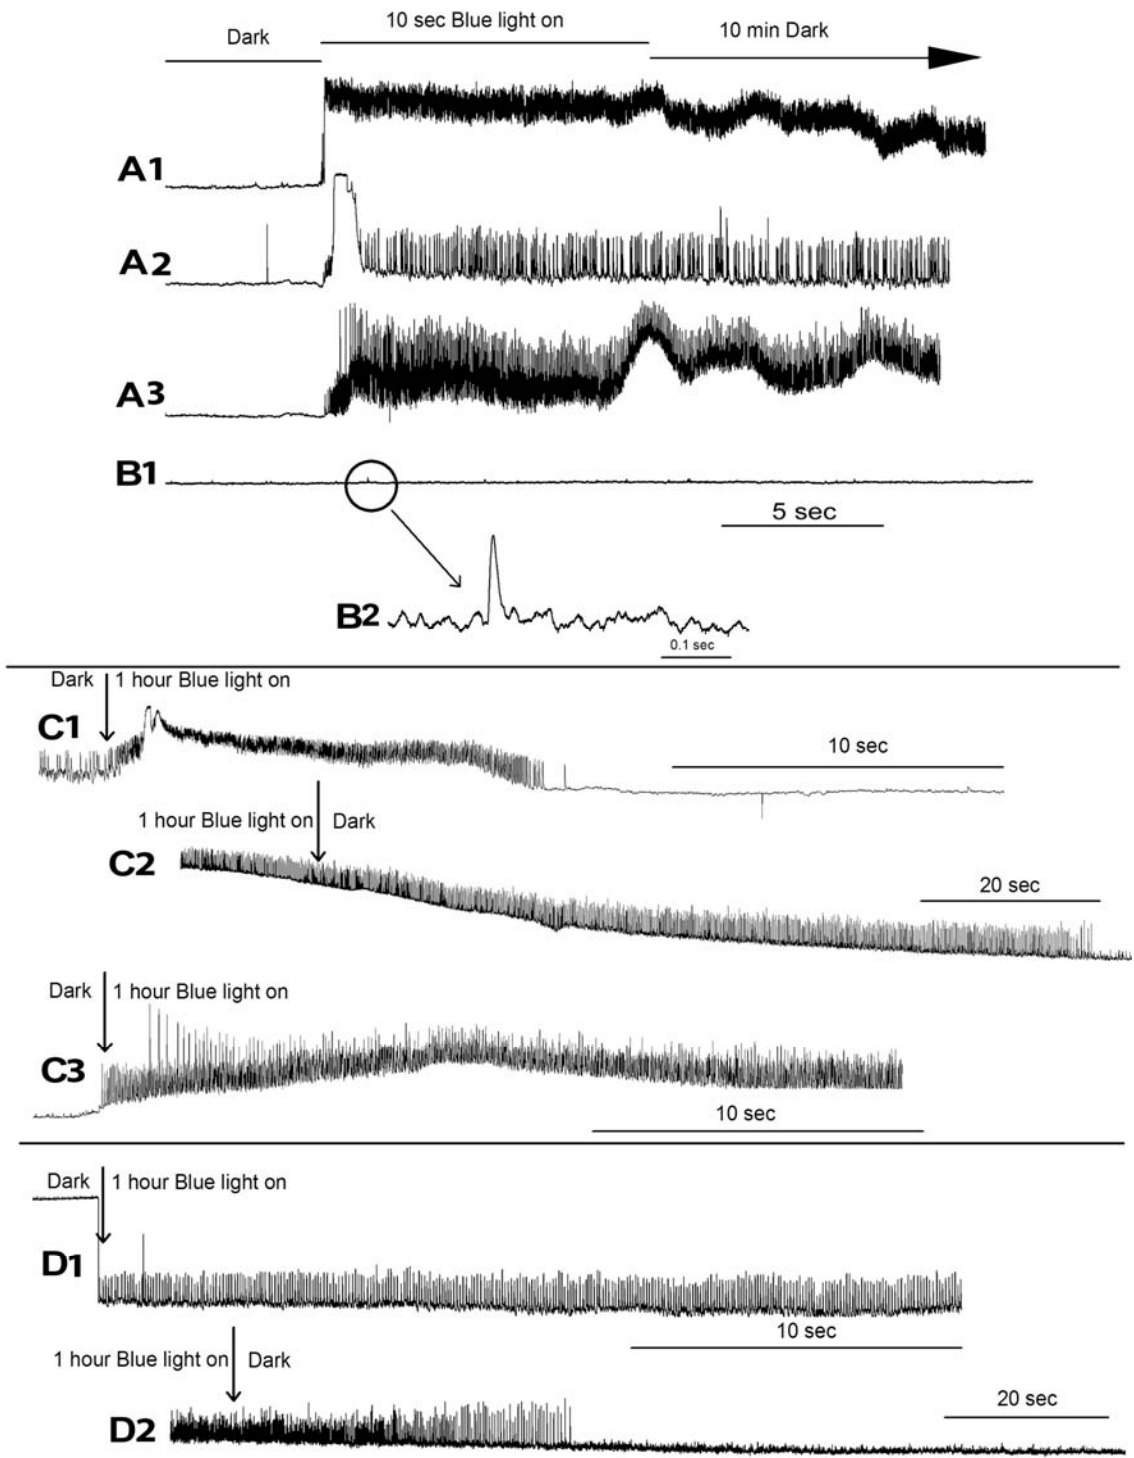 Dark 10 sec Blue light on 10 min Dark
A1
A2
A3
B1
5 sec
B2
0.1 sec
Dark 1 hour Blue light on
C1
10 sec
1 hour Blue light on Dark
C2
20 sec
Dark 1 hour Blue light on
C3
10 sec
Dark 1 hour Blue light on
D1
10 sec
1 hour Blue light on Dark
20 sec
D2